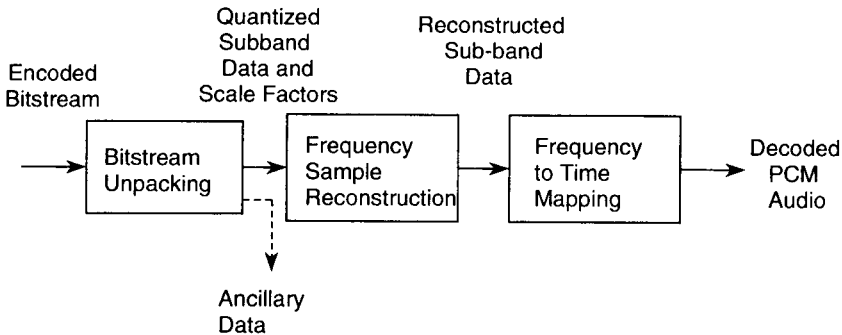 Encoded
Bitstream
Quantized
Subband
Data and
Scale Factors
Reconstructed
Sub-band
Data
Bitstream
Unpacking
Frequency
Sample
Reconstruction
Frequency
to Time
Mapping
Decoded
PCM
Audio
Ancillary
Data